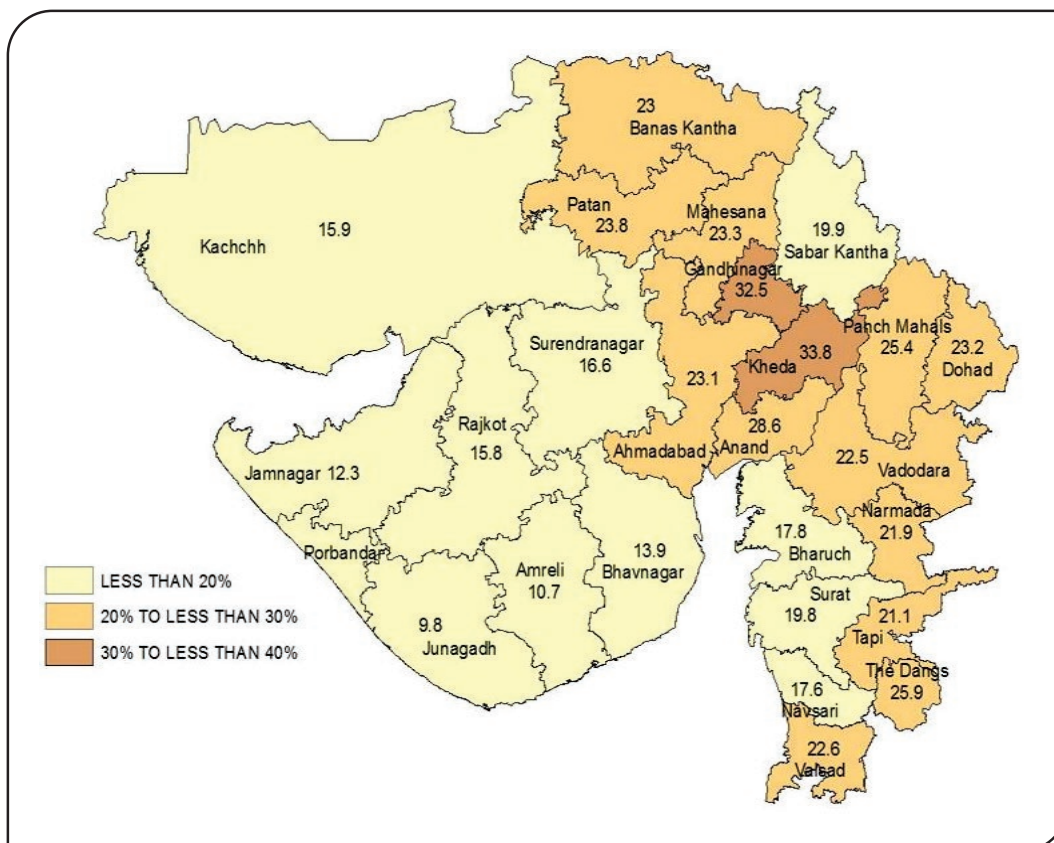 23
Banas Kantha
Patan
23.8
Mahesana
23.3
19.9
Sabar Kantha
15.9
Kachchh
Gandhinagar
32.5
Panch Mahals
25.4
23.2
Dohad
Surendranagar
16.6
33.8
Kheda
23.1
28.6
Anand
Ahmadabad
Rajkot
15.8
22.5
Vadodara
Jamnagar 12.3
Narmada
21.9
17.8
Bharuch
Porbandar
13.9
Bhavnagar
Amreli
10.7
Surat
19.8
21.1
Tapi
9.8
Junagadh
The Dangs
25.9
17.6
Navsari
22.6
Valsad
LESS THAN 20%
20% TO LESS THAN 30%
30% TO LESS THAN 40%